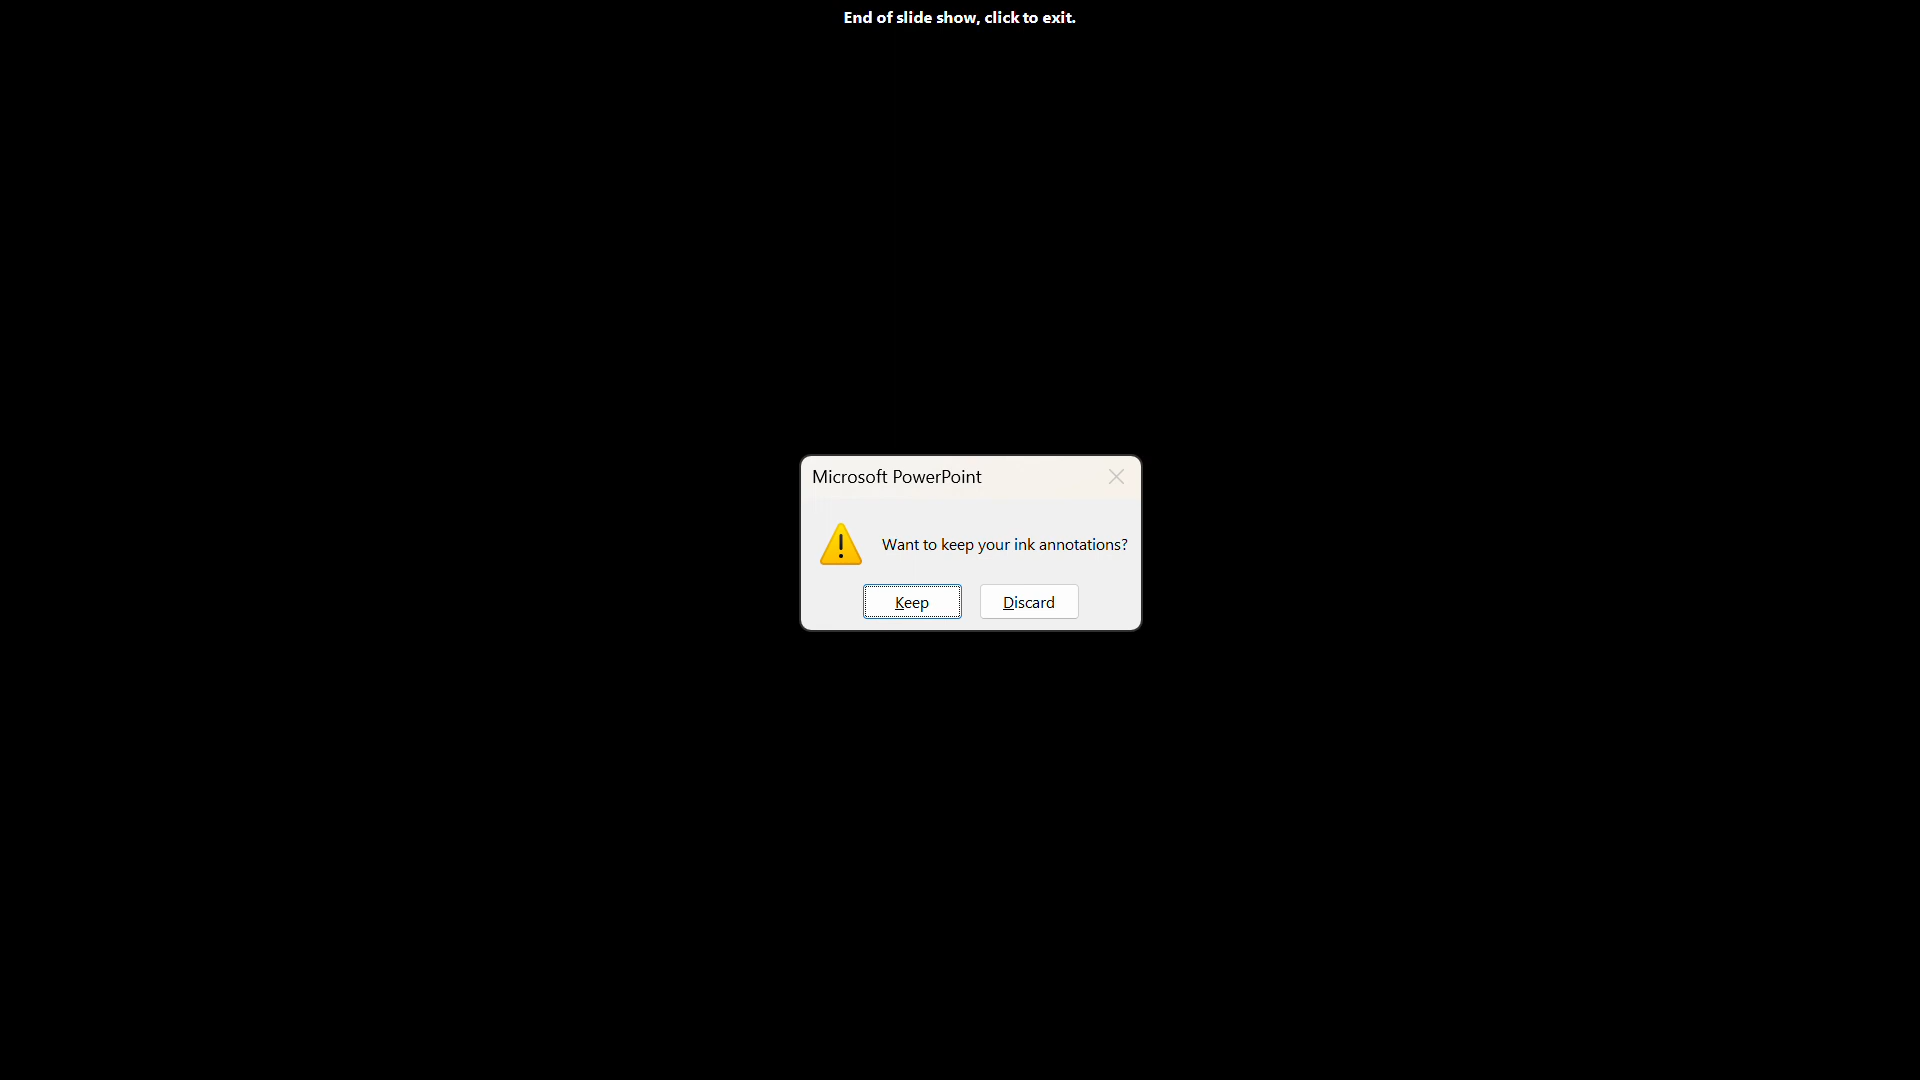 End of slide show, click to exit.
Microsoft PowerPoint
Want to keep your ink annotations?
Keep
Discard